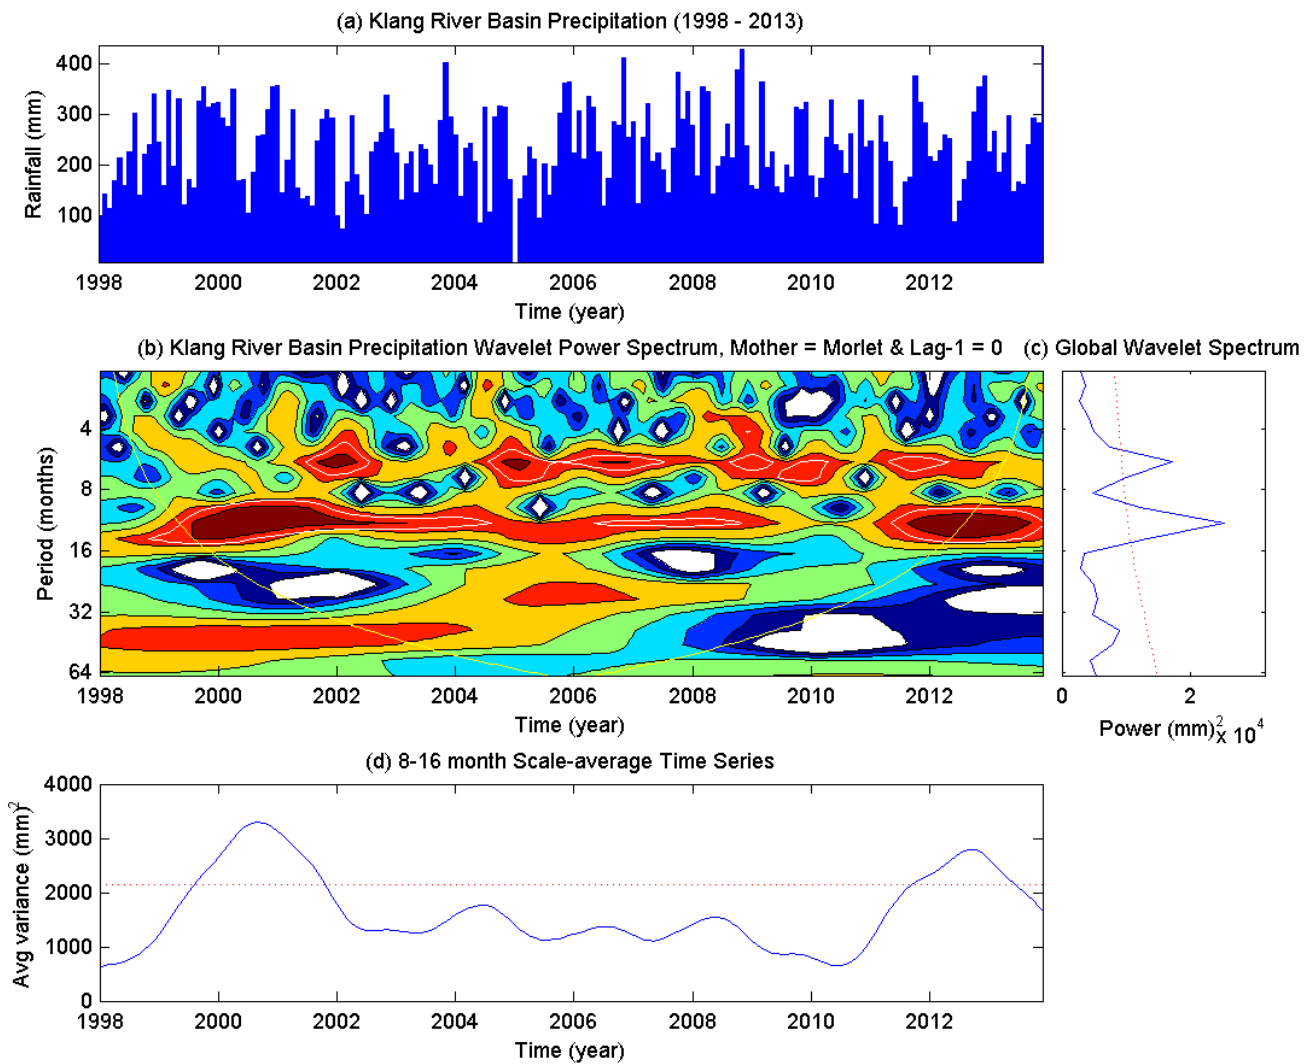 (a) Klang River Basin Precipitation (1998 - 2013)
Rainfall (mm)
400
300
200
100
1998 2000 2002 2004 2006 2008 2010 2012
Time (year)
(b) Klang River Basin Precipitation Wavelet Power Spectrum, Mother = Morlet & Lag-1 = 0
Period (months)
4
8
16
32
64
1998 2000 2002 2004 2006 2008 2010 2012
Time (year)
(c) Global Wavelet Spectrum
0 2
Power (mm)2
x 10^4
(d) 8-16 month Scale-average Time Series
Avg variance (mm)2
4000
3000
2000
1000
0
1998 2000 2002 2004 2006 2008 2010 2012
Time (year)